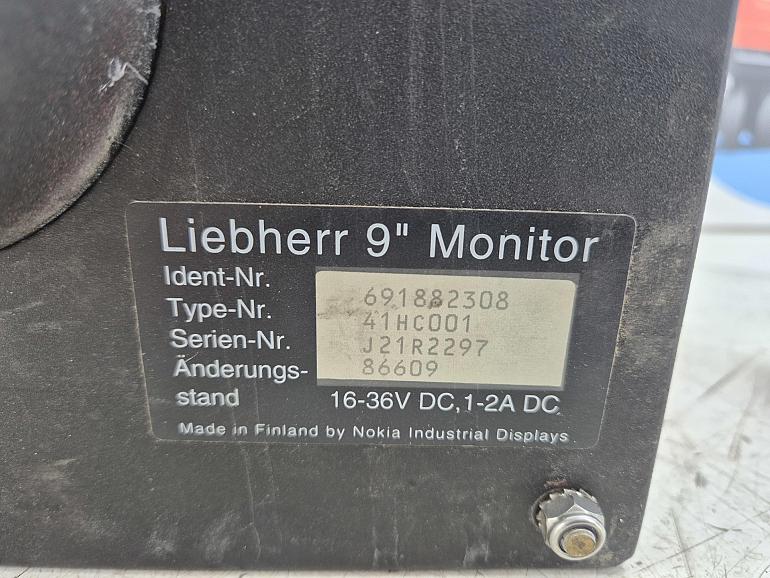 Liebherr 9" Monitor
Ident-Nr. 691882308
Type-Nr. 41HC001
Serien-Nr. J21R2297
Änderungs- 86609
stand 16-36V DC,1-2A DC
Made in Finland by Nokia Industrial Displays